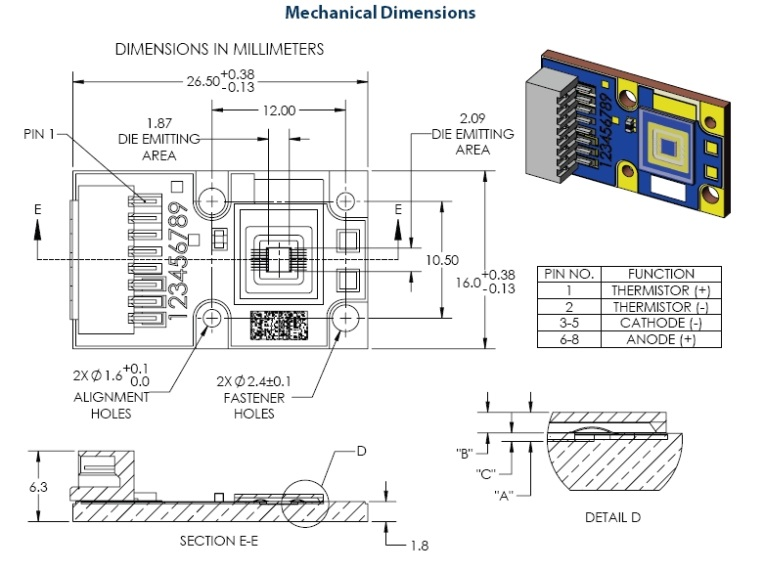 Mechanical Dimensions
DIMENSIONS IN MILLIMETERS
26.50 +0.38 -0.13
12.00
1.87
DIE EMITTING
AREA
2.09
DIE EMITTING
AREA
PIN 1
E
E
123456789
123456789
10.50
16.0 +0.38 -0.13
PIN NO. FUNCTION
1 THERMISTOR (+)
2 THERMISTOR (-)
3-5 CATHODE (-)
6-8 ANODE (+)
2X Ø 1.6 +0.1 0.0
ALIGNMENT
HOLES
2X Ø 2.4±0.1
FASTENER
HOLES
6.3
D
1.8
SECTION E-E
"B"
"C"
"A"
DETAIL D